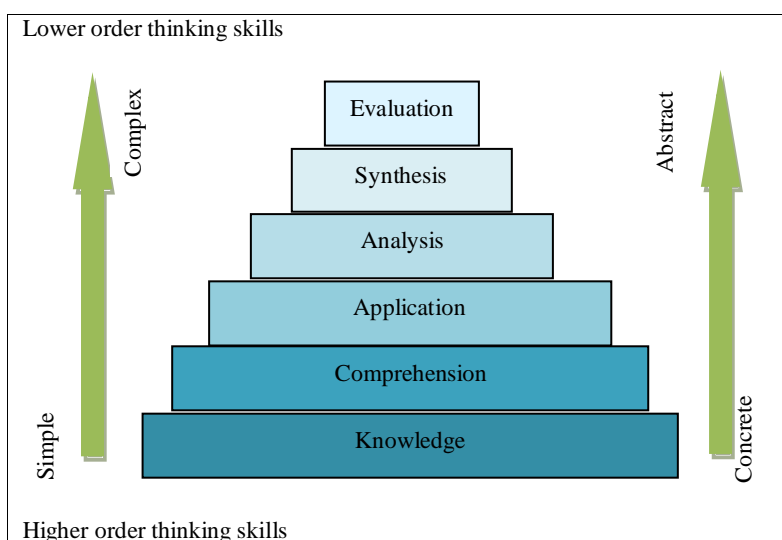 Lower order thinking skills
Complex
Abstract
Evaluation
Synthesis
Analysis
Application
Comprehension
Knowledge
Simple
Concrete
Higher order thinking skills